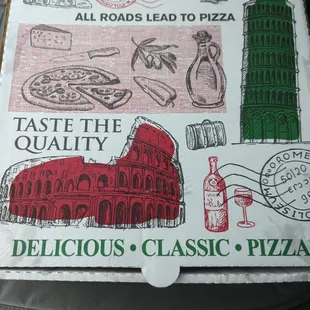 ALL ROADS LEAD TO PIZZA
TASTE THE
QUALITY
ROME
DELICIOUS • CLASSIC • PIZZA